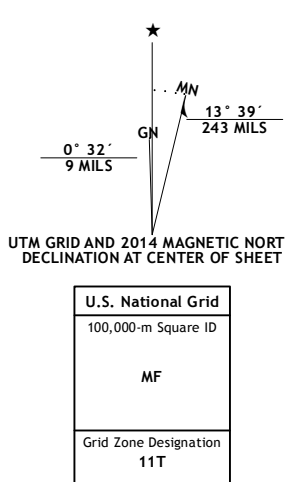 ★
MN
13° 39´
243 MILS
GN
0° 32´
9 MILS
UTM GRID AND 2014 MAGNETIC NORT
DECLINATION AT CENTER OF SHEET
U.S. National Grid
100,000-m Square ID
MF
Grid Zone Designation
11T